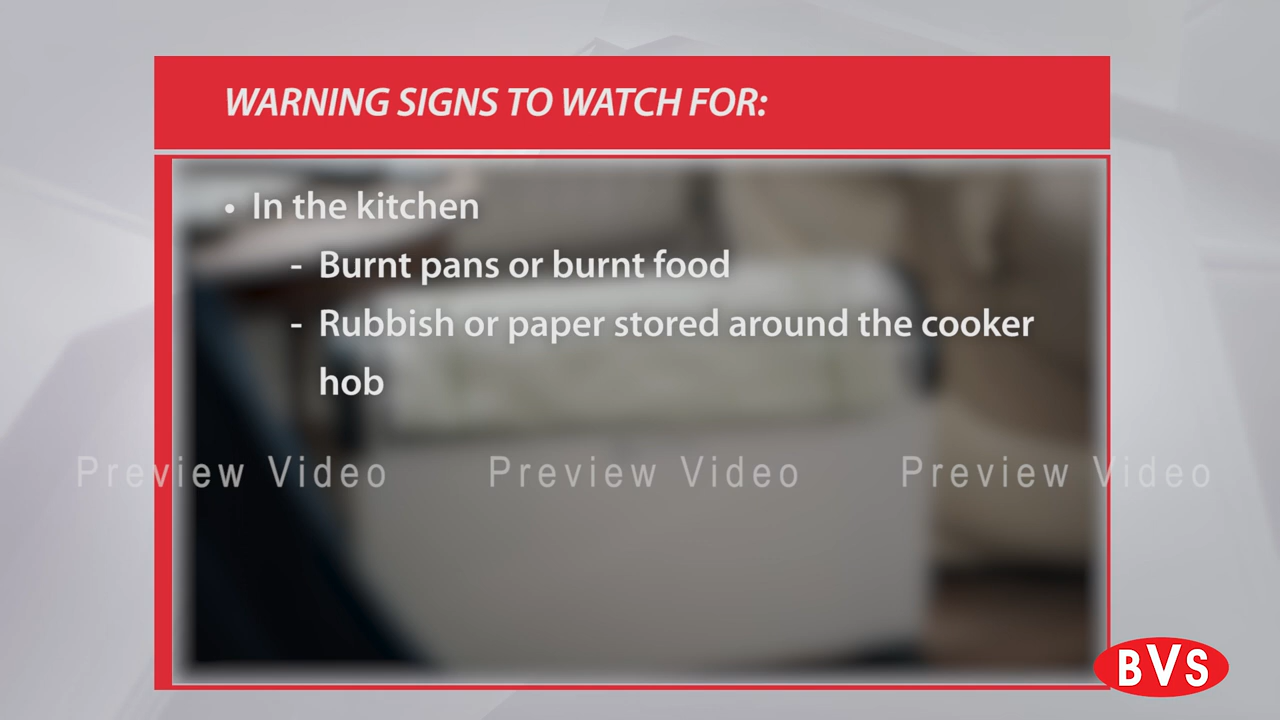 WARNING SIGNS TO WATCH FOR:
• In the kitchen
- Burnt pans or burnt food
- Rubbish or paper stored around the cooker
hob
Preview Video Preview Video Preview Video
BVS